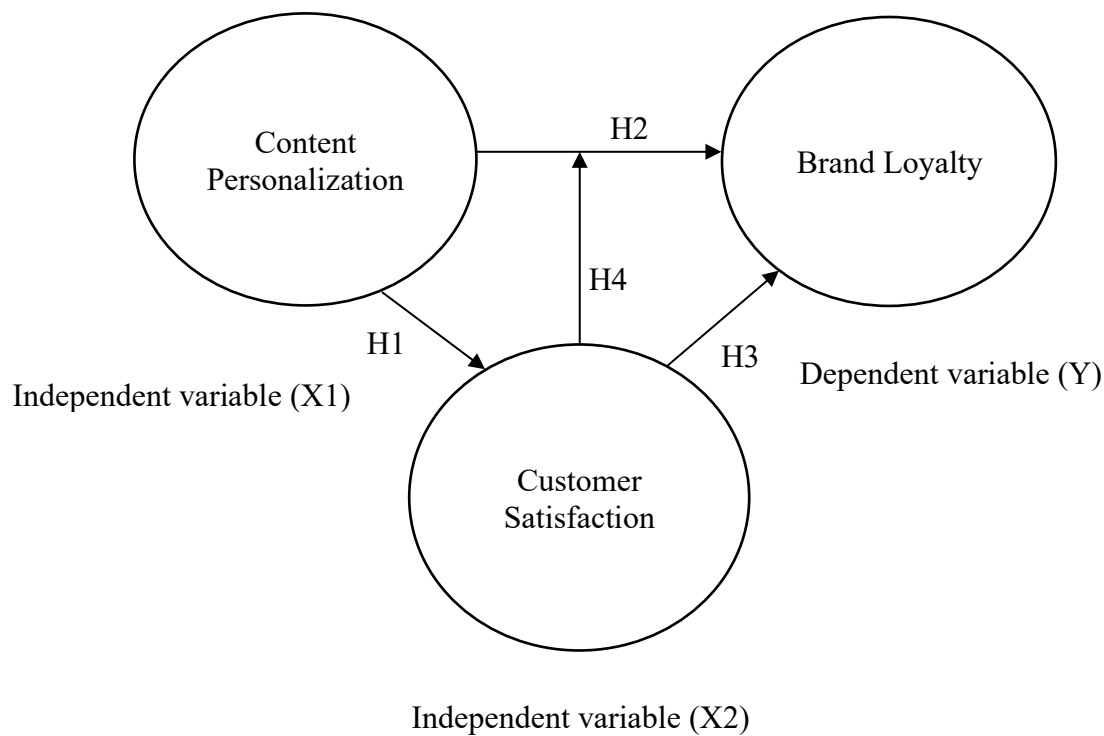 Content
Personalization
H2
Brand Loyalty
H4
H1
H3
Independent variable (X1)
Dependent variable (Y)
Customer
Satisfaction
Independent variable (X2)